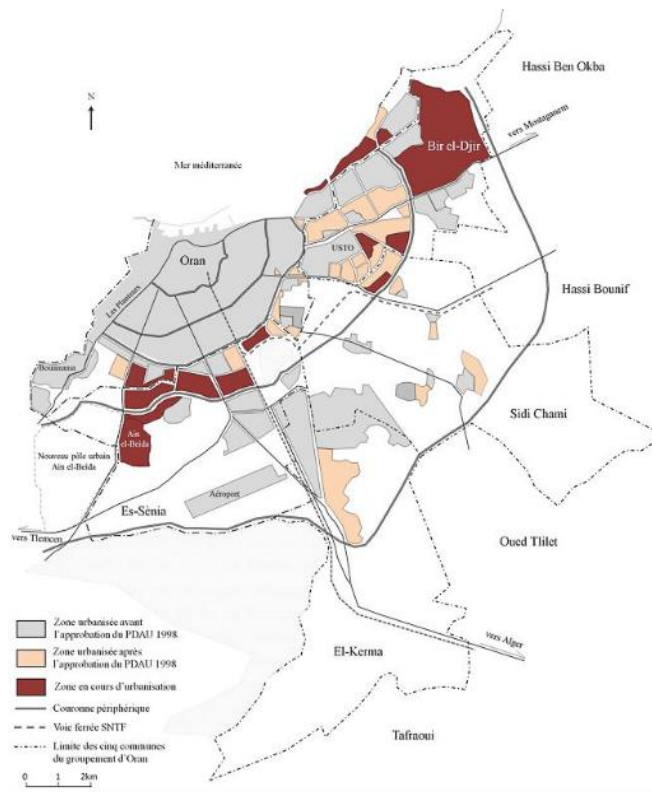 Hassi Ben Okba
N
vers Mostaganem
Bir el-Djir
Mer méditerranée
USTO
Oran
Les Planteurs
Hassi Bounif
Bouâmama
Sidi Chami
Ain
el-Beïda
Nouveau pôle urbain
Ain el-Beïda
Aéroport
Es-Sénia
vers Tlemcen
Oued Tlilet
Zone urbanisée avant
l'approbation du PDAU 1998
Zone urbanisée après
l'approbation du PDAU 1998
Zone en cours d'urbanisation
Couronne périphérique
Voie ferrée SNTF
Limite des cinq communes
du groupement d'Oran
0 1 2km
vers Alger
El-Kerma
Tafraoui